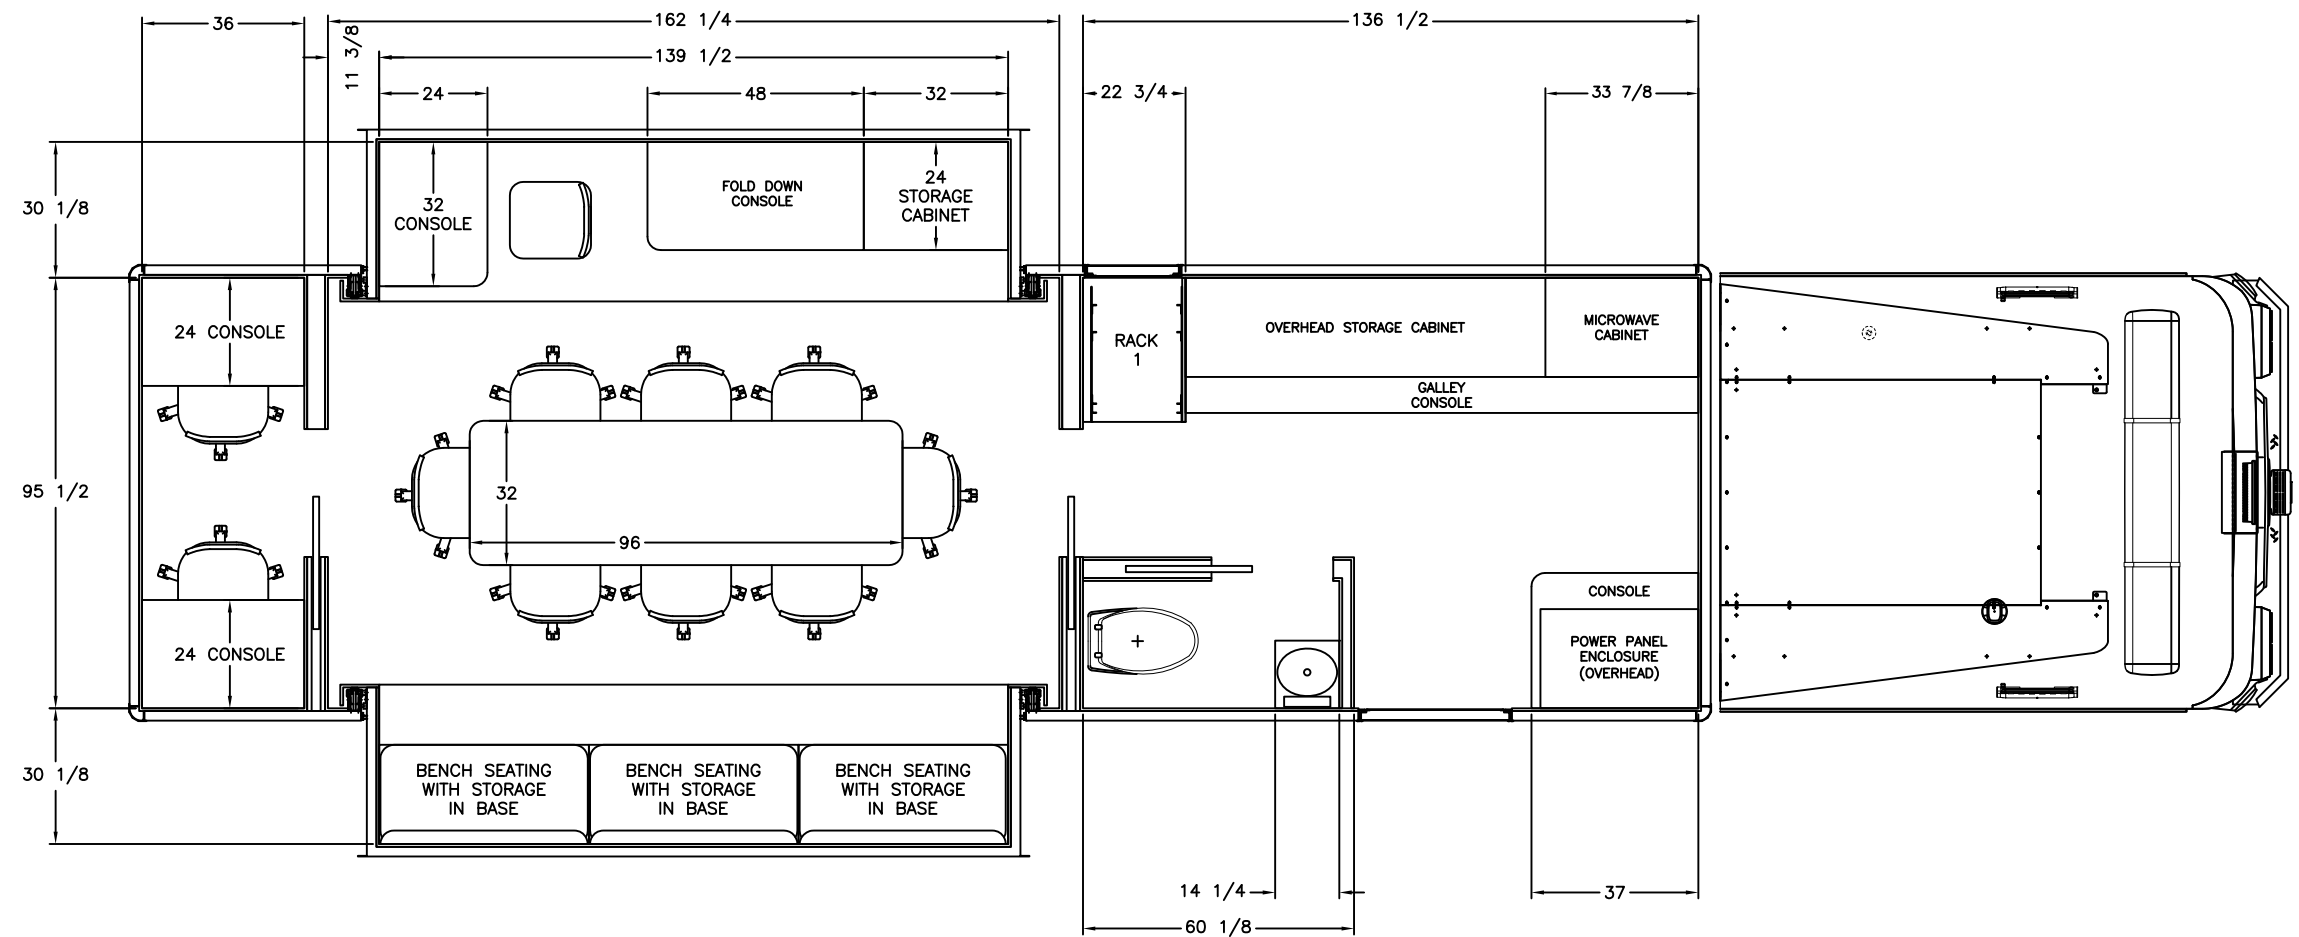 36
162 1/4
136 1/2
11 3/8
139 1/2
24
48
32
22 3/4
33 7/8
30 1/8
32
CONSOLE
FOLD DOWN
CONSOLE
24
STORAGE
CABINET
24 CONSOLE
RACK
1
OVERHEAD STORAGE CABINET
MICROWAVE
CABINET
GALLEY
CONSOLE
95 1/2
32
96
24 CONSOLE
CONSOLE
POWER PANEL
ENCLOSURE
(OVERHEAD)
30 1/8
BENCH SEATING
WITH STORAGE
IN BASE
BENCH SEATING
WITH STORAGE
IN BASE
BENCH SEATING
WITH STORAGE
IN BASE
14 1/4
37
60 1/8